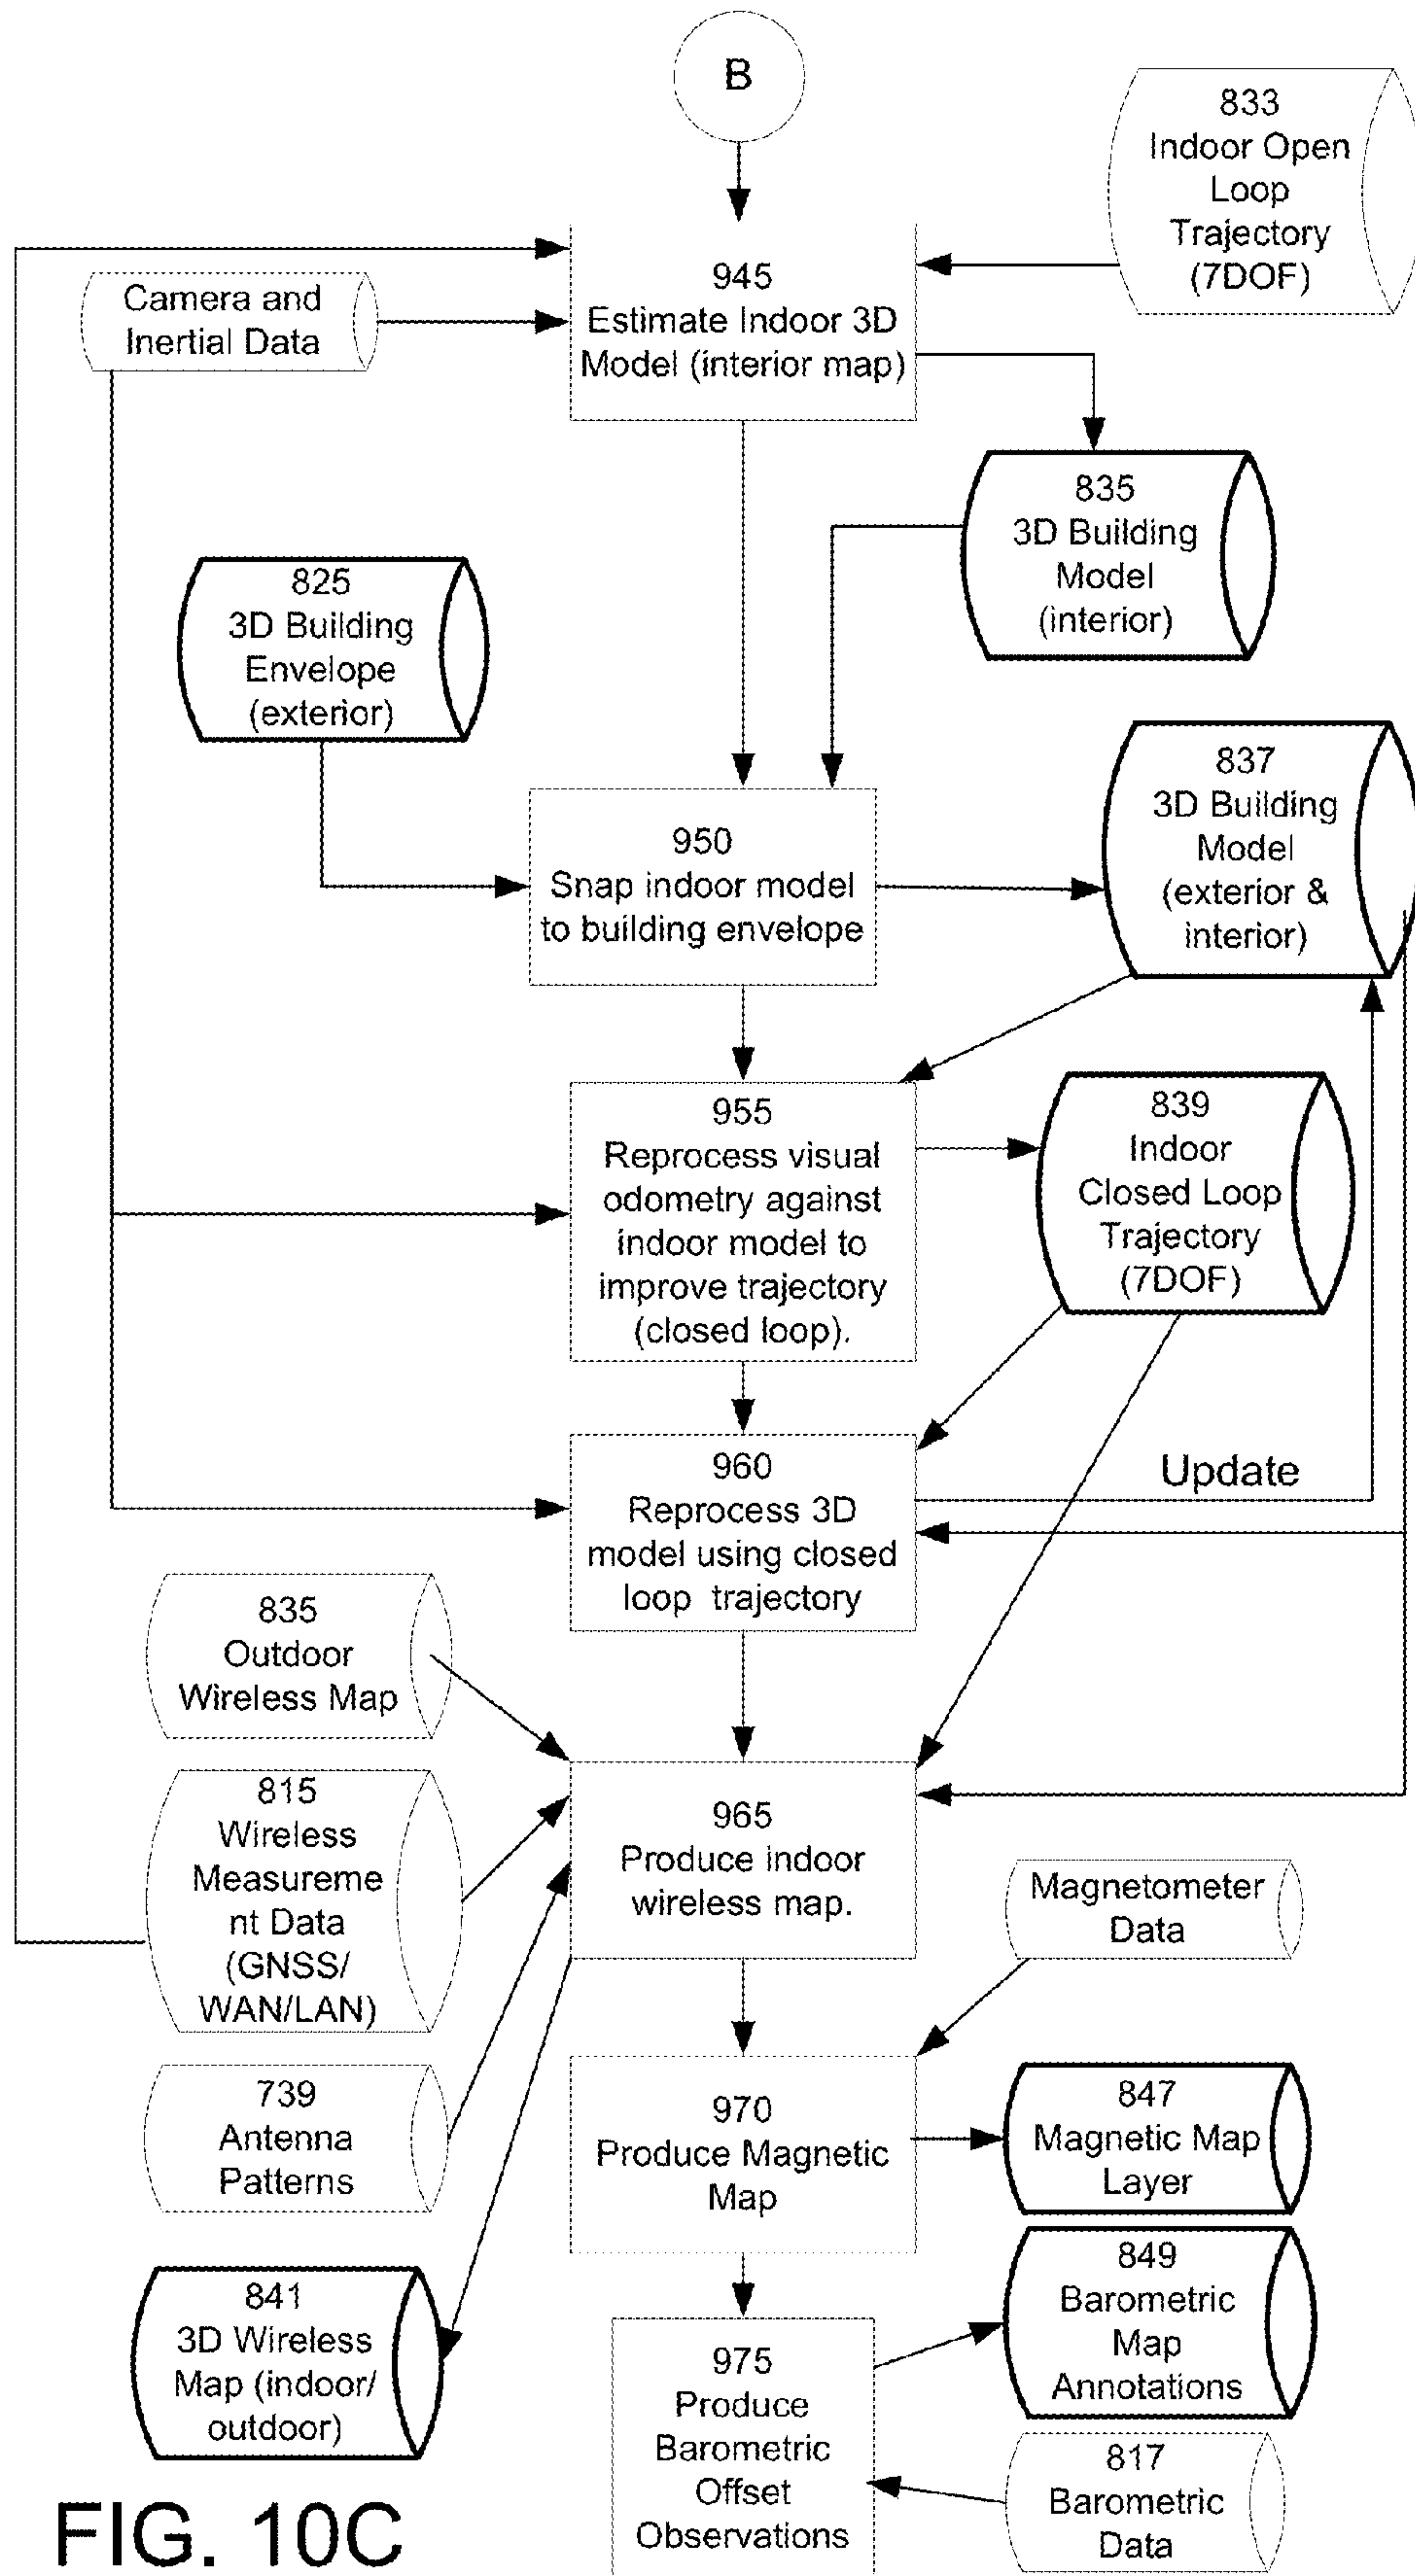 B
833
Indoor Open
Loop
Trajectory
(7DOF)
Camera and
Inertial Data
945
Estimate Indoor 3D
Model (interior map)
835
3D Building
Model
(interior)
825
3D Building
Envelope
(exterior)
837
3D Building
Model
(exterior &
interior)
950
Snap indoor model
to building envelope
955
Reprocess visual
odometry against
indoor model to
improve trajectory
(closed loop).
839
Indoor
Closed Loop
Trajectory
(7DOF)
960
Reprocess 3D
model using closed
loop trajectory
Update
835
Outdoor
Wireless Map
815
Wireless
Measureme
nt Data
(GNSS/
WAN/LAN)
965
Produce indoor
wireless map.
Magnetometer
Data
739
Antenna
Patterns
970
Produce Magnetic
Map
847
Magnetic Map
Layer
841
3D Wireless
Map (indoor/
outdoor)
849
Barometric
Map
Annotations
975
Produce
Barometric
Offset
Observations
817
Barometric
Data
FIG. 10C